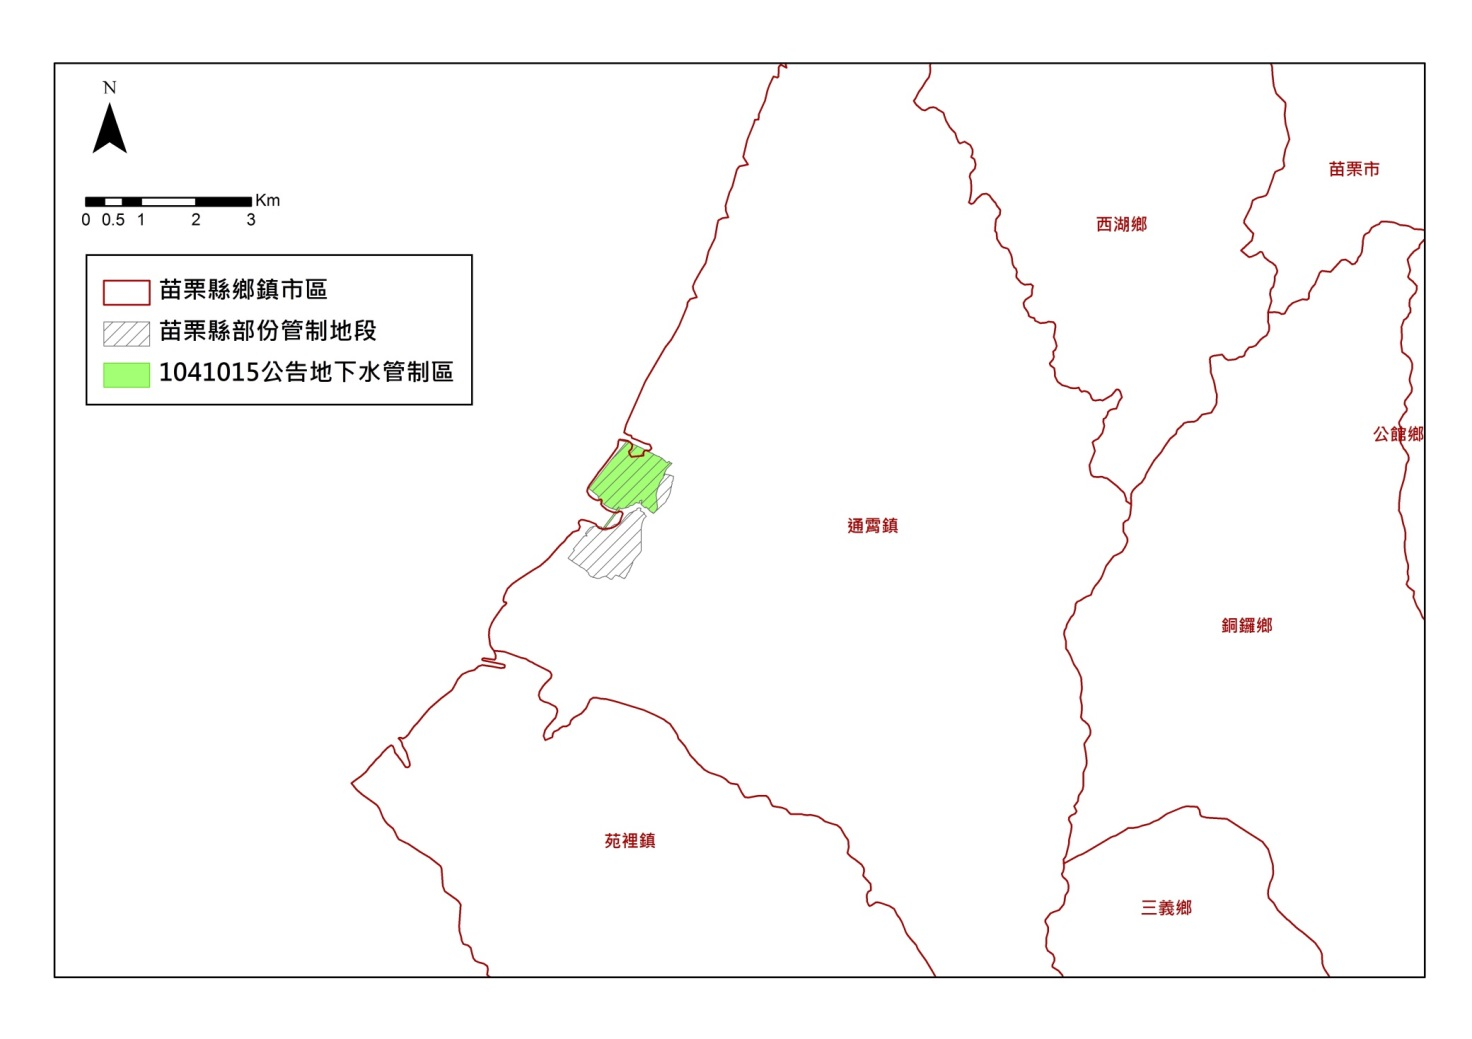 N
Km
0 0.5 1 2 3
苗栗縣鄉鎮市區
苗栗縣部份管制地段
1041015公告地下水管制區
苗栗市
西湖鄉
公館鄉
通霄鎮
銅鑼鄉
苑裡鎮
三義鄉